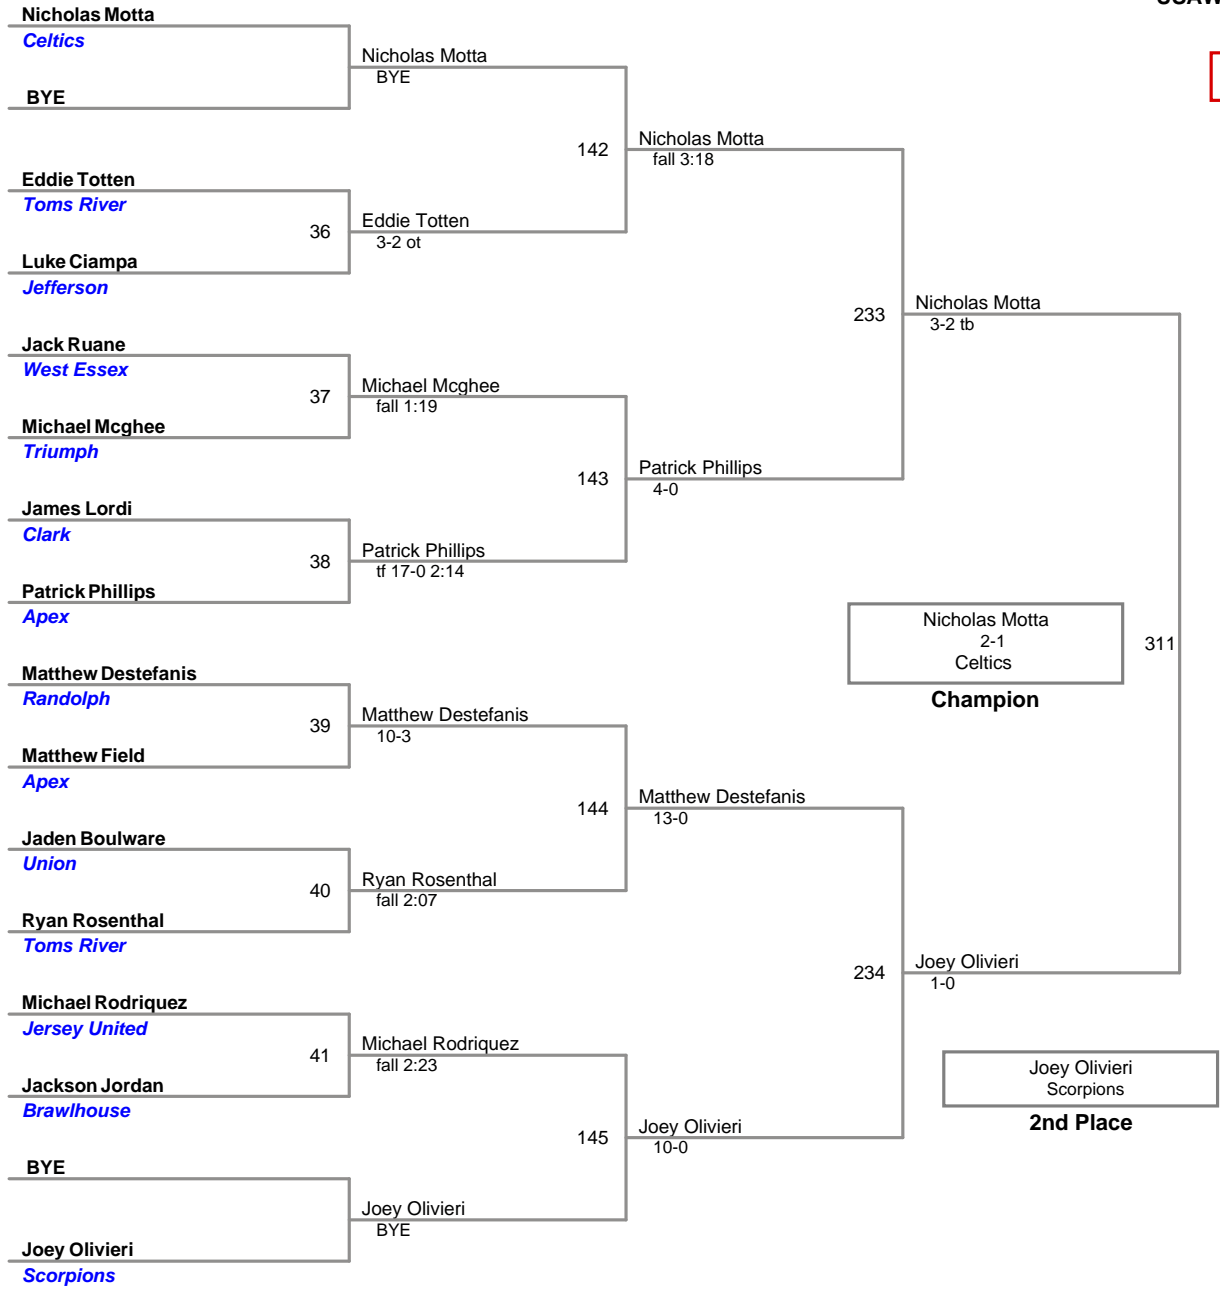 Nicholas Motta
Celtics
BYE
Nicholas Motta
BYE
Eddie Totten
Toms River
36
Luke Ciampa
Jefferson
Eddie Totten
3-2 ot
142
Nicholas Motta
fall 3:18
Jack Ruane
West Essex
37
Michael Mcghee
Triumph
Michael Mcghee
fall 1:19
James Lordi
Clark
38
Patrick Phillips
Apex
Patrick Phillips
tf 17-0 2:14
143
Patrick Phillips
4-0
233
Nicholas Motta
3-2 tb
Matthew Destefanis
Randolph
39
Matthew Field
Apex
Matthew Destefanis
10-3
Jaden Boulware
Union
40
Ryan Rosenthal
Toms River
Ryan Rosenthal
fall 2:07
144
Matthew Destefanis
13-0
Michael Rodriquez
Jersey United
41
Jackson Jordan
Brawlhouse
Michael Rodriquez
fall 2:23
BYE
Joey Olivieri
Scorpions
Joey Olivieri
BYE
145
Joey Olivieri
10-0
234
Joey Olivieri
1-0
311
Nicholas Motta
2-1
Celtics
Champion
Joey Olivieri
Scorpions
2nd Place